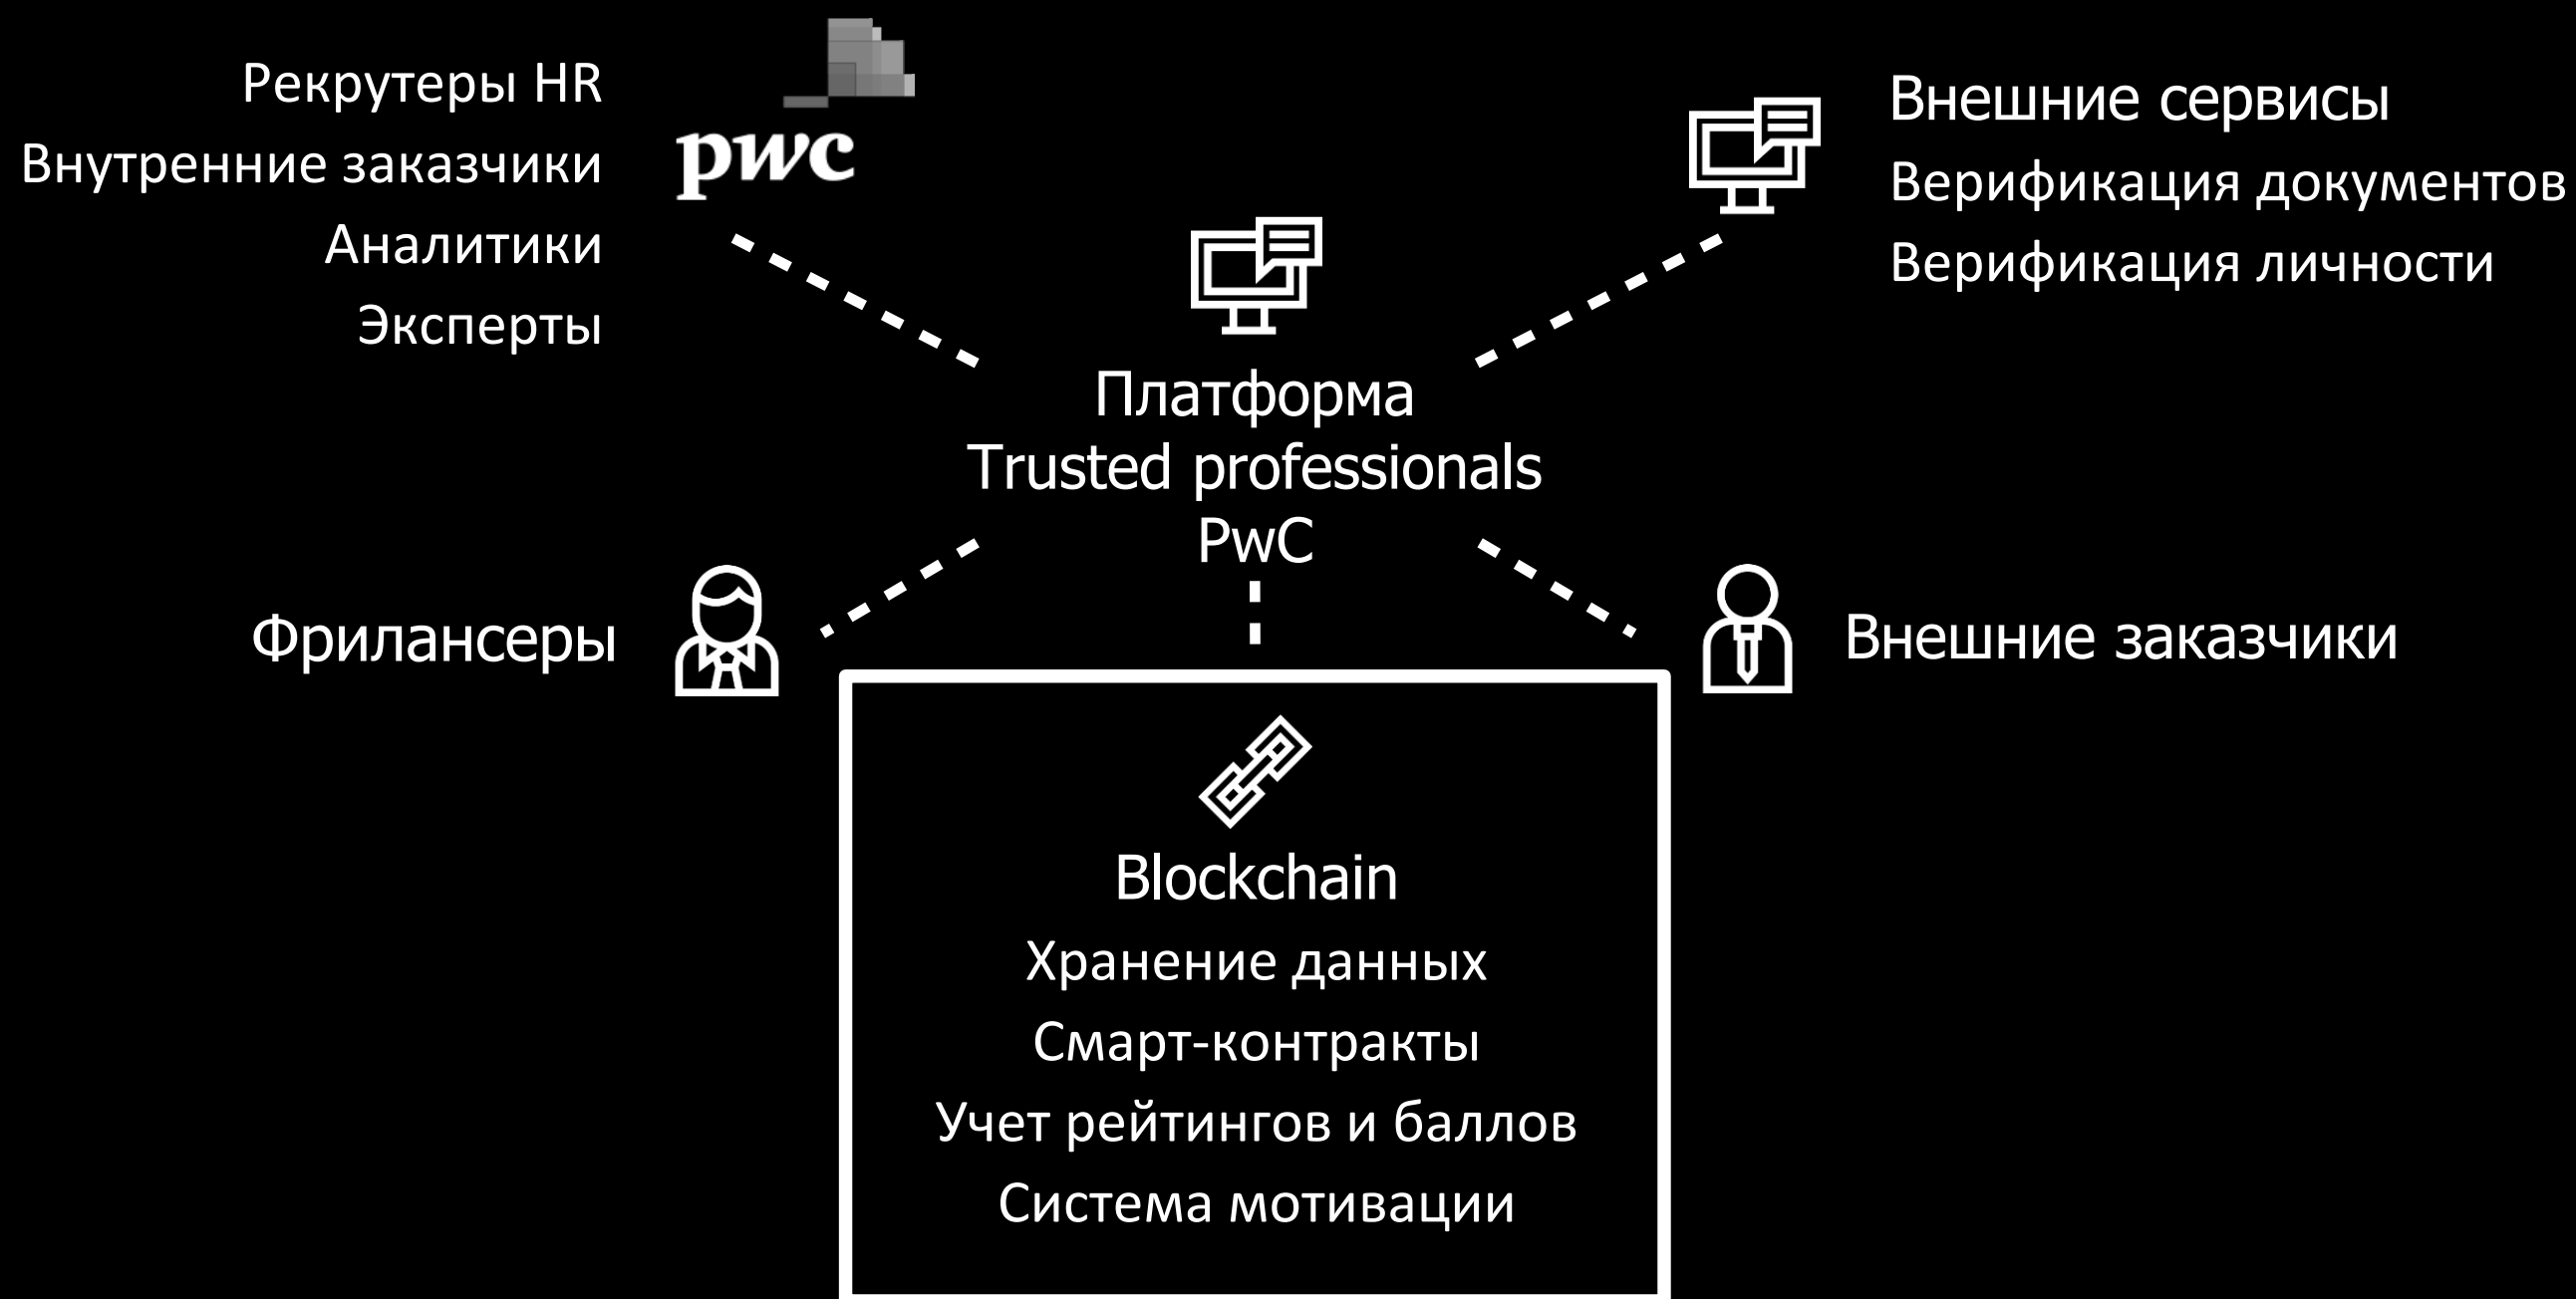 Рекрутеры HR
Внутренние заказчики
Аналитики
Эксперты
pwc
Внешние сервисы
Верификация документов
Верификация личности
Платформа
Trusted professionals
PwC
Фрилансеры
Внешние заказчики
Blockchain
Хранение данных
Смарт-контракты
Учет рейтингов и баллов
Система мотивации